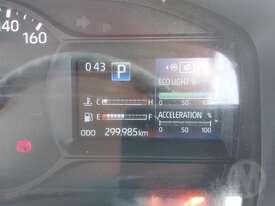 140
160
0 43 P
ECO LIGHT
0 50 100
C H
E F
ACCELERATION %
0 50 100
ODO 299,985km